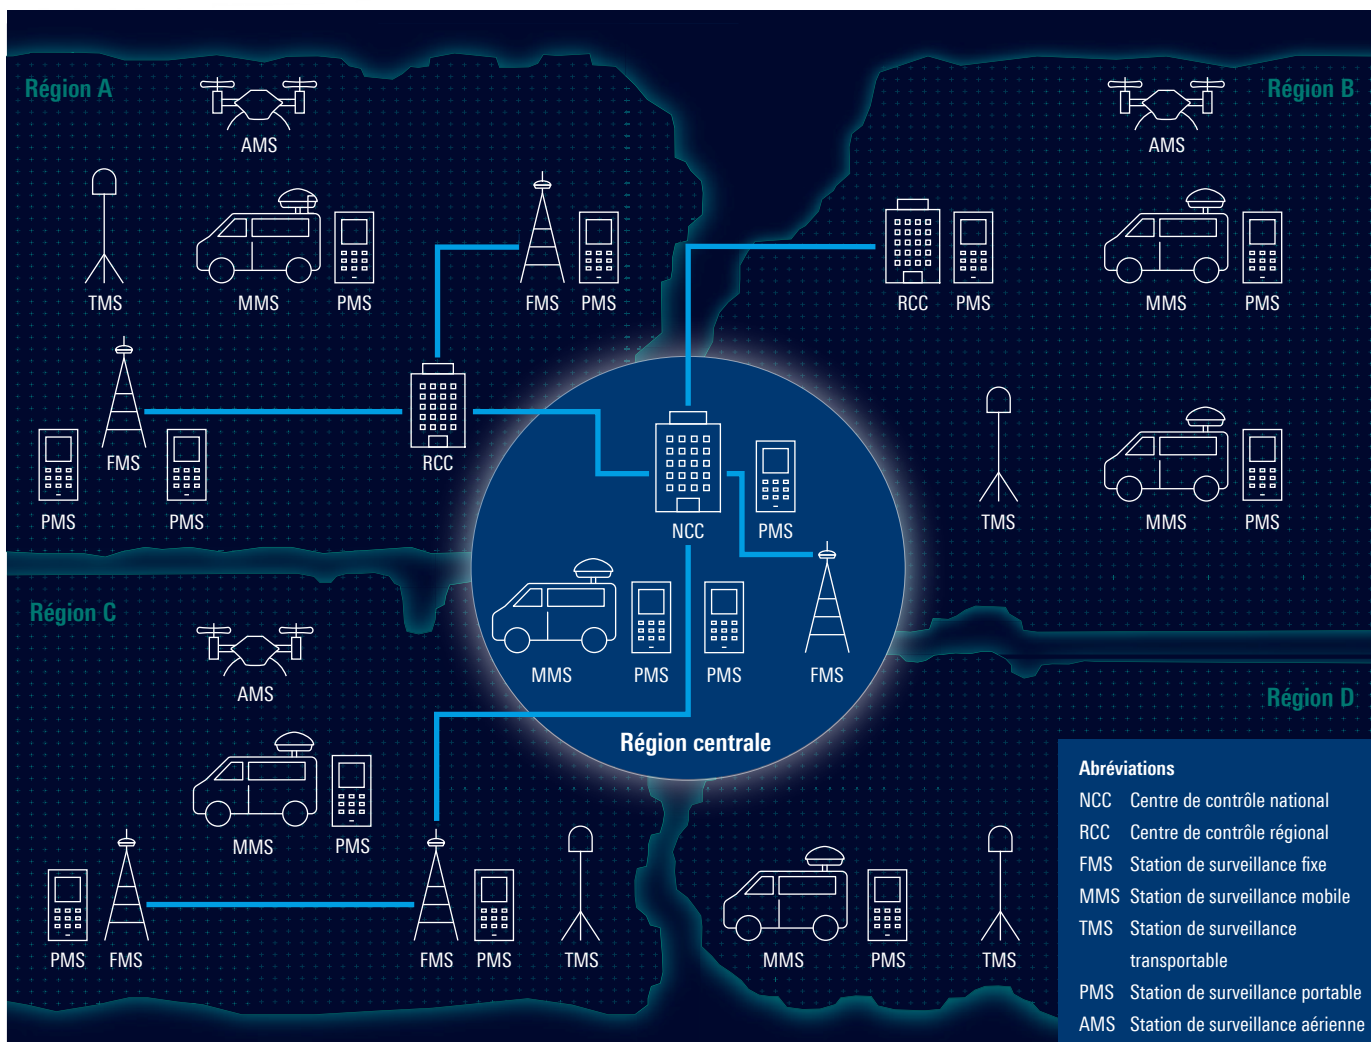 Région A
AMS
TMS
MMS
PMS
FMS
PMS
FMS
PMS
PMS
RCC
Région B
AMS
RCC
PMS
MMS
PMS
TMS
MMS
PMS
NCC
PMS
MMS
PMS
PMS
FMS
Région centrale
Région C
AMS
MMS
PMS
PMS
FMS
FMS
PMS
TMS
Région D
MMS
PMS
TMS
Abréviations
NCC Centre de contrôle national
RCC Centre de contrôle régional
FMS Station de surveillance fixe
MMS Station de surveillance mobile
TMS Station de surveillance
transportable
PMS Station de surveillance portable
AMS Station de surveillance aérienne